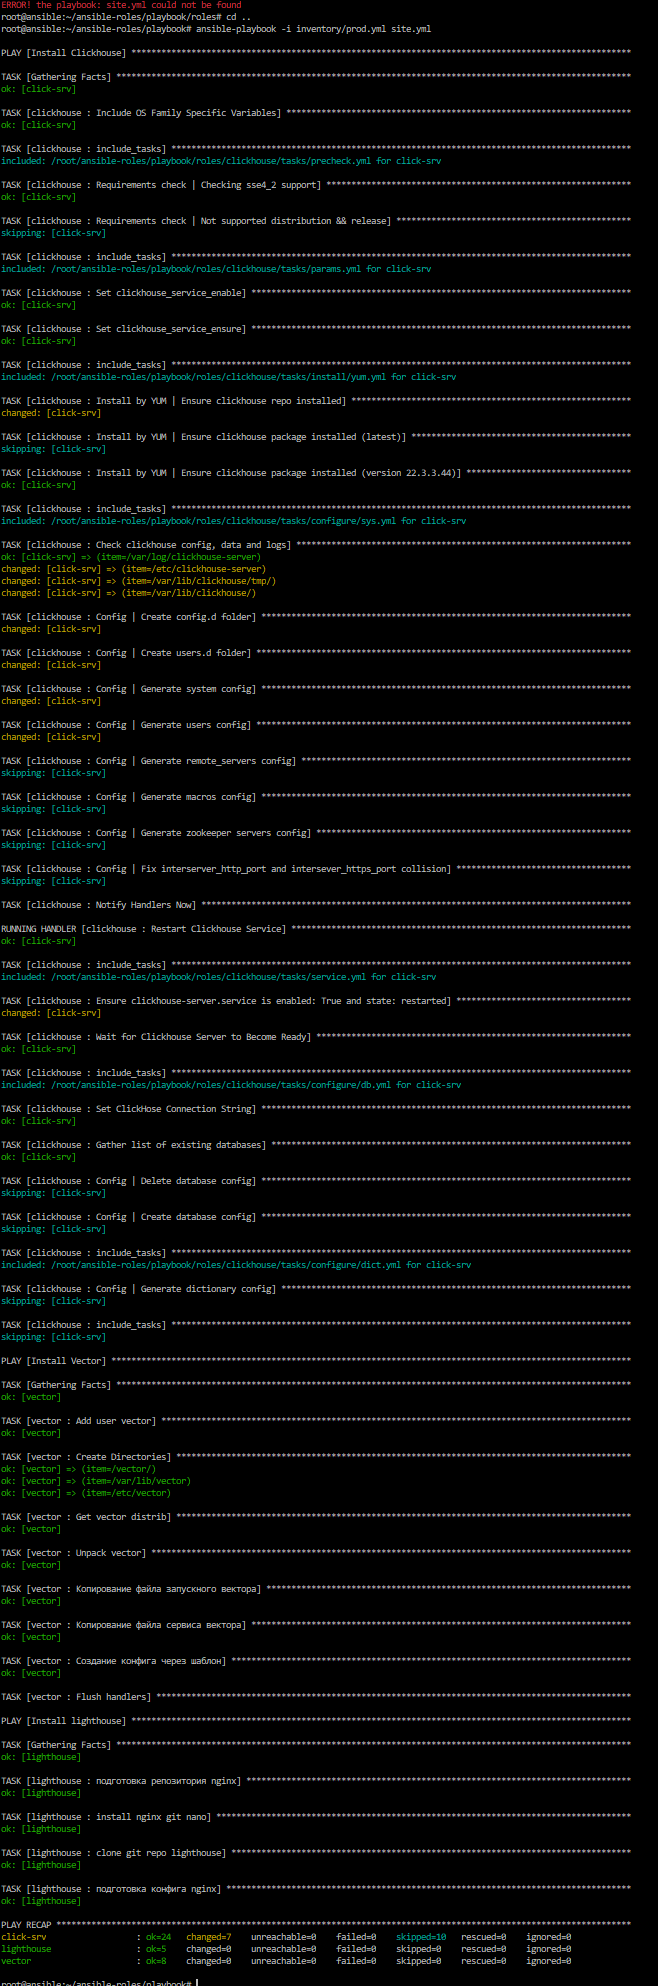 ERROR! the playbook: site.yml could not be found
root@ansible:~/ansible-roles/playbook/roles# cd ..
root@ansible:~/ansible-roles/playbook# ansible-playbook -i inventory/prod.yml site.yml

PLAY [Install Clickhouse] ***************************************************************************************************

TASK [Gathering Facts] ******************************************************************************************************
ok: [click-srv]

TASK [clickhouse : Include OS Family Specific Variables] ********************************************************************
ok: [click-srv]

TASK [clickhouse : include_tasks] *******************************************************************************************
included: /root/ansible-roles/playbook/roles/clickhouse/tasks/precheck.yml for click-srv

TASK [clickhouse : Requirements check | Checking sse4_2 support] ************************************************************
ok: [click-srv]

TASK [clickhouse : Requirements check | Not supported distribution && release] **********************************************
skipping: [click-srv]

TASK [clickhouse : include_tasks] *******************************************************************************************
included: /root/ansible-roles/playbook/roles/clickhouse/tasks/params.yml for click-srv

TASK [clickhouse : Set clickhouse_service_enable] ***************************************************************************
ok: [click-srv]

TASK [clickhouse : Set clickhouse_service_ensure] ***************************************************************************
ok: [click-srv]

TASK [clickhouse : include_tasks] *******************************************************************************************
included: /root/ansible-roles/playbook/roles/clickhouse/tasks/install/yum.yml for click-srv

TASK [clickhouse : Install by YUM | Ensure clickhouse repo installed] *******************************************************
changed: [click-srv]

TASK [clickhouse : Install by YUM | Ensure clickhouse package installed (latest)] *******************************************
skipping: [click-srv]

TASK [clickhouse : Install by YUM | Ensure clickhouse package installed (version 22.3.3.44)] ********************************
ok: [click-srv]

TASK [clickhouse : include_tasks] *******************************************************************************************
included: /root/ansible-roles/playbook/roles/clickhouse/tasks/configure/sys.yml for click-srv

TASK [clickhouse : Check clickhouse config, data and logs] ******************************************************************
ok: [click-srv] => (item=/var/log/clickhouse-server)
changed: [click-srv] => (item=/etc/clickhouse-server)
changed: [click-srv] => (item=/var/lib/clickhouse/tmp/)
changed: [click-srv] => (item=/var/lib/clickhouse/)

TASK [clickhouse : Config | Create config.d folder] *************************************************************************
changed: [click-srv]

TASK [clickhouse : Config | Create users.d folder] **************************************************************************
changed: [click-srv]

TASK [clickhouse : Config | Generate system config] *************************************************************************
changed: [click-srv]

TASK [clickhouse : Config | Generate users config] **************************************************************************
changed: [click-srv]

TASK [clickhouse : Config | Generate remote_servers config] *****************************************************************
skipping: [click-srv]

TASK [clickhouse : Config | Generate macros config] *************************************************************************
skipping: [click-srv]

TASK [clickhouse : Config | Generate zookeeper servers config] **************************************************************
skipping: [click-srv]

TASK [clickhouse : Config | Fix interserver_http_port and intersever_https_port collision] **********************************
skipping: [click-srv]

TASK [clickhouse : Notify Handlers Now] *************************************************************************************

RUNNING HANDLER [clickhouse : Restart Clickhouse Service] *******************************************************************
ok: [click-srv]

TASK [clickhouse : include_tasks] *******************************************************************************************
included: /root/ansible-roles/playbook/roles/clickhouse/tasks/service.yml for click-srv

TASK [clickhouse : Ensure clickhouse-server.service is enabled: True and state: restarted] **********************************
changed: [click-srv]

TASK [clickhouse : Wait for Clickhouse Server to Become Ready] **************************************************************
ok: [click-srv]

TASK [clickhouse : include_tasks] *******************************************************************************************
included: /root/ansible-roles/playbook/roles/clickhouse/tasks/configure/db.yml for click-srv

TASK [clickhouse : Set ClickHose Connection String] *************************************************************************
ok: [click-srv]

TASK [clickhouse : Gather list of existing databases] ***********************************************************************
ok: [click-srv]

TASK [clickhouse : Config | Delete database config] *************************************************************************
skipping: [click-srv]

TASK [clickhouse : Config | Create database config] *************************************************************************
skipping: [click-srv]

TASK [clickhouse : include_tasks] *******************************************************************************************
included: /root/ansible-roles/playbook/roles/clickhouse/tasks/configure/dict.yml for click-srv

TASK [clickhouse : Config | Generate dictionary config] *********************************************************************
skipping: [click-srv]

TASK [clickhouse : include_tasks] *******************************************************************************************
skipping: [click-srv]

PLAY [Install Vector] *******************************************************************************************************

TASK [Gathering Facts] ******************************************************************************************************
ok: [vector]

TASK [vector : Add user vector] *********************************************************************************************
ok: [vector]

TASK [vector : Create Directories] ******************************************************************************************
ok: [vector] => (item=/vector/)
ok: [vector] => (item=/var/lib/vector)
ok: [vector] => (item=/etc/vector)

TASK [vector : Get vector distrib] ******************************************************************************************
ok: [vector]

TASK [vector : Unpack vector] ***********************************************************************************************
ok: [vector]

TASK [vector : Копирование файла запускного вектора] ************************************************************************
ok: [vector]

TASK [vector : Копирование файла сервиса вектора] ***************************************************************************
ok: [vector]

TASK [vector : Создание конфига через шаблон] *******************************************************************************
ok: [vector]

TASK [vector : Flush handlers] **********************************************************************************************

PLAY [Install lighthouse] ***************************************************************************************************

TASK [Gathering Facts] ******************************************************************************************************
ok: [lighthouse]

TASK [lighthouse : подготовка репозитория nginx] ****************************************************************************
ok: [lighthouse]

TASK [lighthouse : install nginx git nano] **********************************************************************************
ok: [lighthouse]

TASK [lighthouse : clone git repo lighthouse] *******************************************************************************
ok: [lighthouse]

TASK [lighthouse : подготовка конфига nginx] ********************************************************************************
ok: [lighthouse]

PLAY RECAP ******************************************************************************************************************
click-srv : ok=24 changed=7 unreachable=0 failed=0 skipped=10 rescued=0 ignored=0
lighthouse : ok=5 changed=0 unreachable=0 failed=0 skipped=0 rescued=0 ignored=0
vector : ok=8 changed=0 unreachable=0 failed=0 skipped=0 rescued=0 ignored=0

root@ansible:~/ansible-roles/playbook#